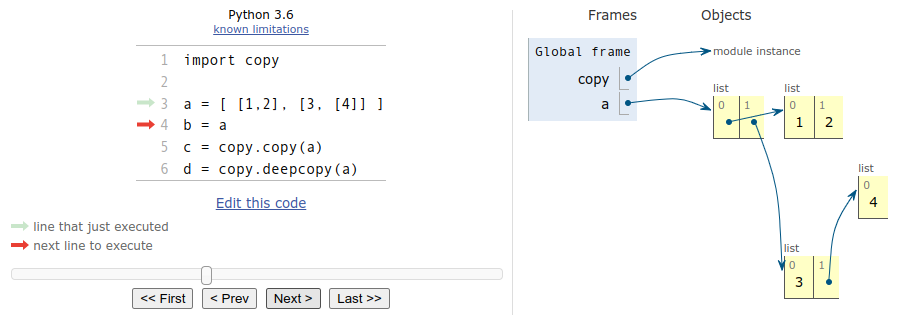 Python 3.6
known limitations
1 import copy
2
3 a = [ [1,2], [3, [4]] ]
4 b = a
5 c = copy.copy(a)
6 d = copy.deepcopy(a)
Edit this code
line that just executed
next line to execute
<< First < Prev Next > Last >>
Frames Objects
Global frame
copy
a
module instance
list
0 1
list
0 1
1 2
list
0
4
list
0 1
3